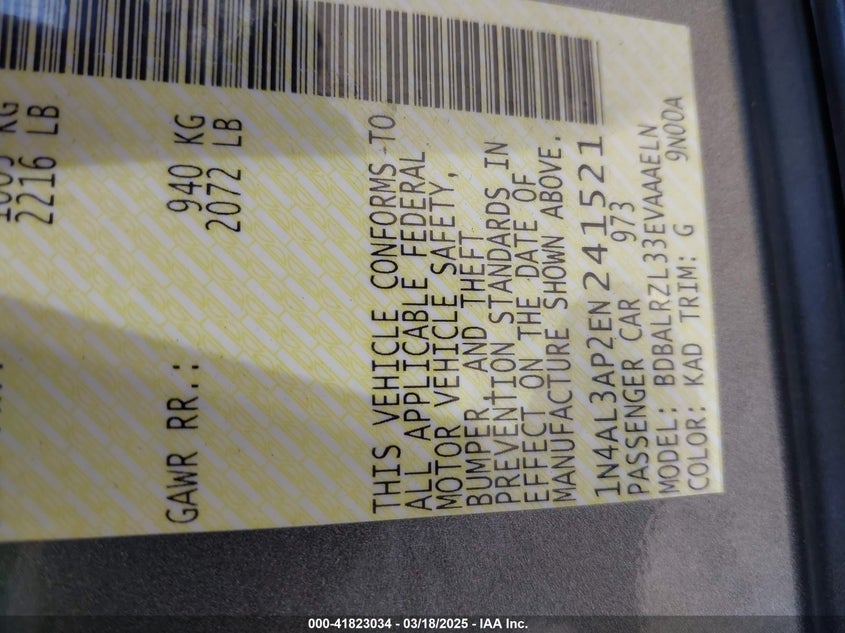 2216 LB
GAWR RR.: 940 KG
2072 LB
THIS VEHICLE CONFORMS TO
ALL APPLICABLE FEDERAL
MOTOR VEHICLE SAFETY,
BUMPER, AND THEFT
PREVENTION STANDARDS IN
EFFECT ON THE DATE OF
MANUFACTURE SHOWN ABOVE.
1N4AL3AP2EN241521
PASSENGER CAR 973
MODEL: BDBALRZL33EVAAAELN
COLOR: KAD TRIM: G 9N00A
000-41823034 - 03/18/2025 - IAA Inc.